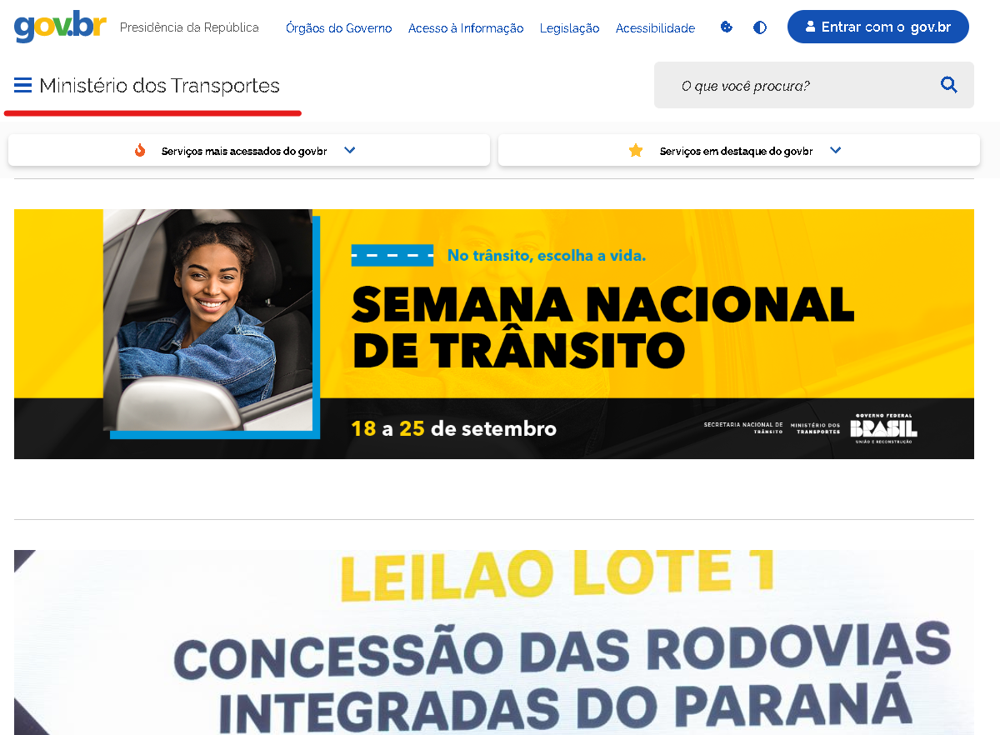 gov.br Presidência da República Órgãos do Governo Acesso à Informação Legislação Acessibilidade Entrar com o gov.br
Ministério dos Transportes O que você procura?
Serviços mais acessados do govbr Serviços em destaque do govbr
No trânsito, escolha a vida.
SEMANA NACIONAL
DE TRÂNSITO
18 a 25 de setembro
SECRETARIA NACIONAL DE
TRÂNSITO
MINISTÉRIO DOS
TRANSPORTES
GOVERNO FEDERAL
BRASIL
UNIÃO E RECONSTRUÇÃO
LEILAO LOTE 1
CONCESSÃO DAS RODOVIAS
INTEGRADAS DO PARANÁ